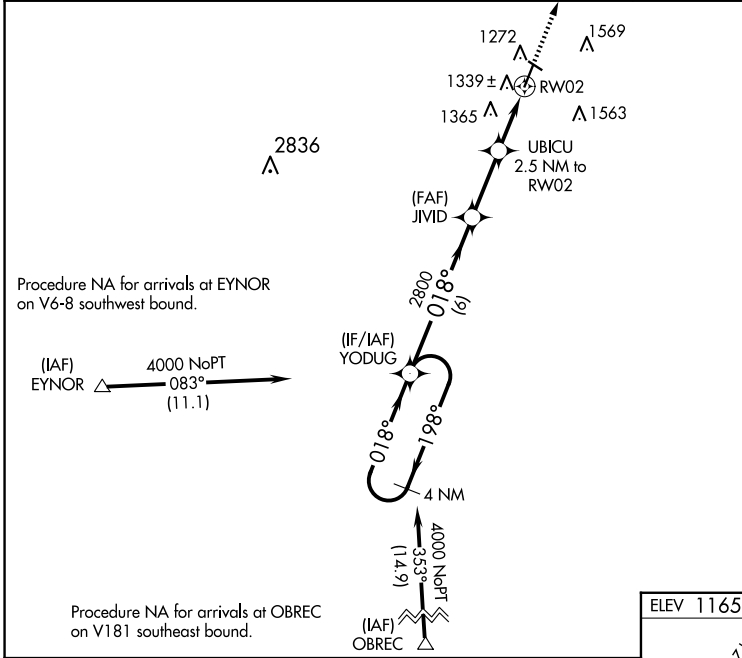 1272
1569
1339 ±
RW02
1365
1563
2836
UBICU
2.5 NM to
RW02
(FAF)
JIVID
Procedure NA for arrivals at EYNOR
on V6-8 southwest bound.
2800
018°
(6)
(IF/IAF)
YODUG
(IAF)
EYNOR
4000 NoPT
083°
(11.1)
018°
198°
4 NM
4000 NoPT
353°
(14.9)
Procedure NA for arrivals at OBREC
on V181 southeast bound.
(IAF)
OBREC
ELEV 1165